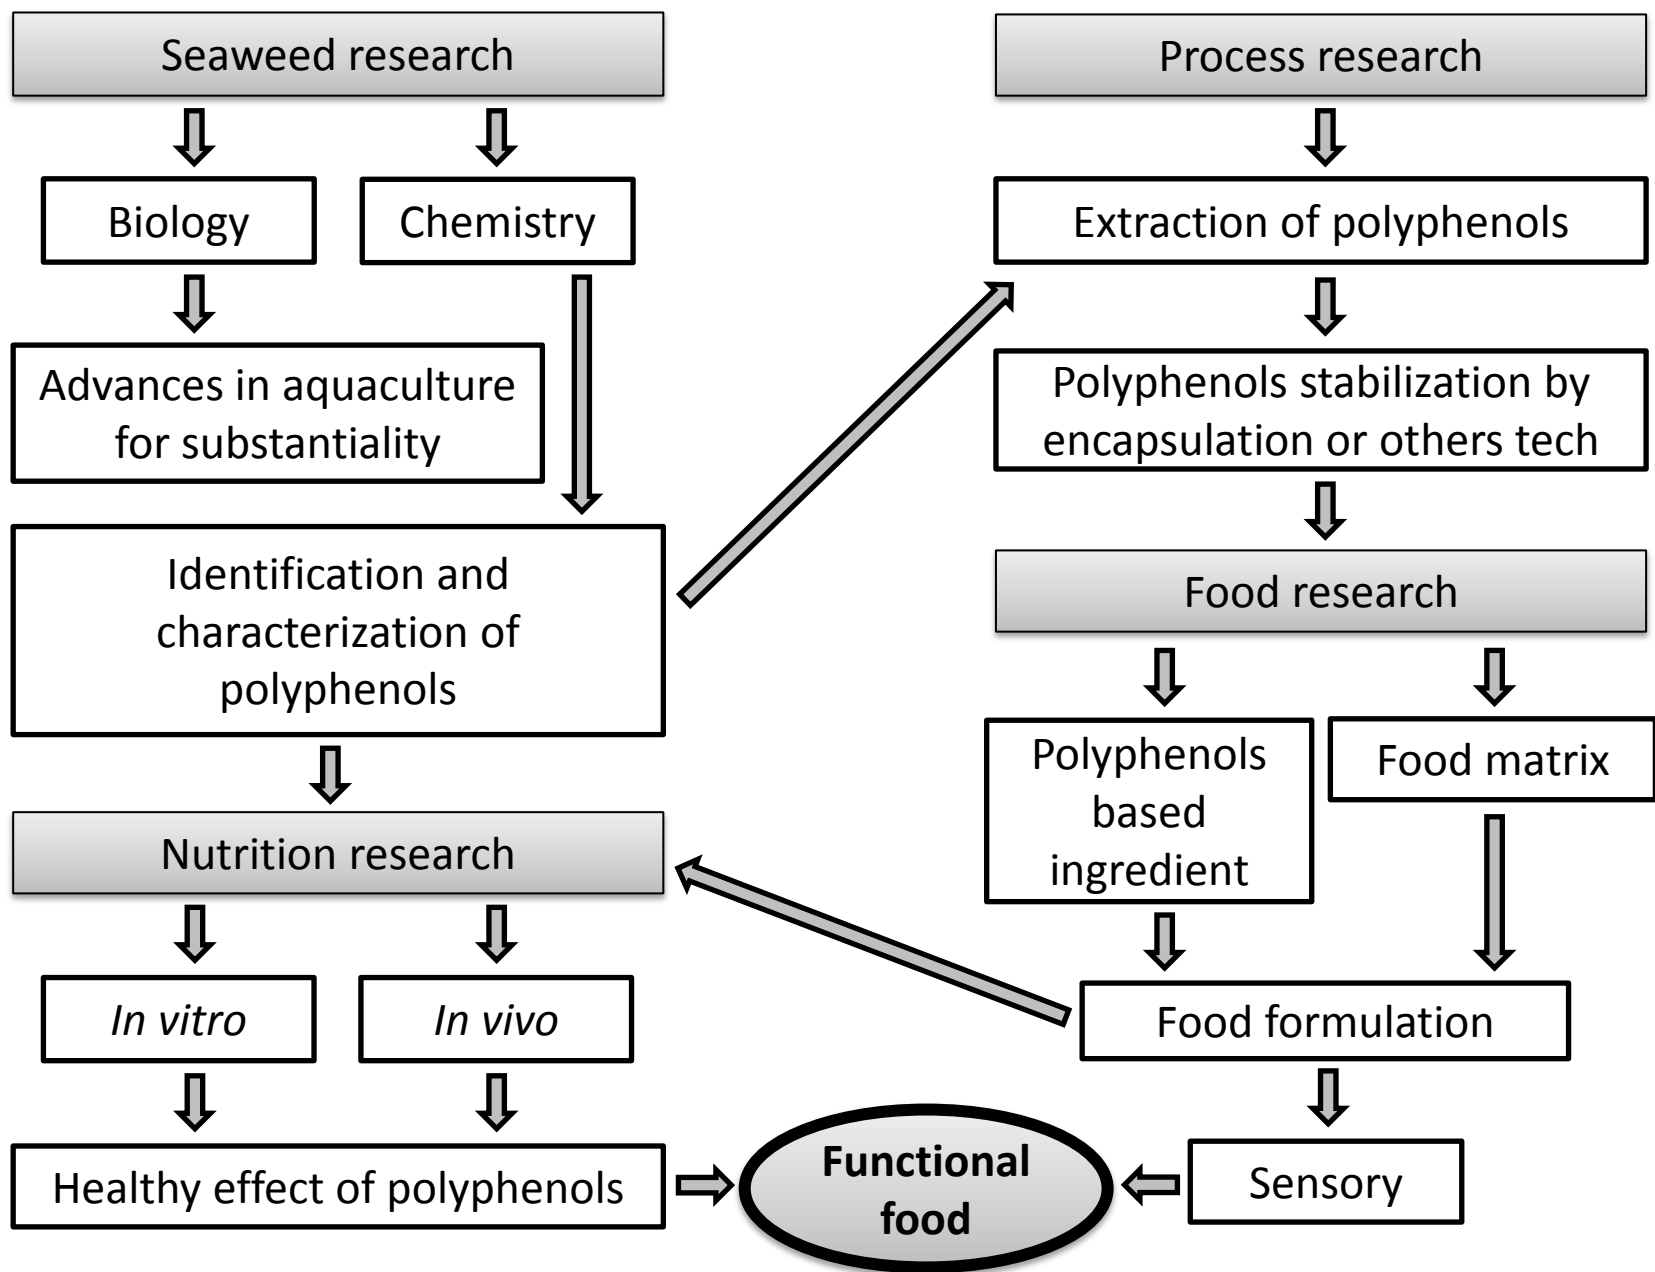 Seaweed research
Biology
Chemistry
Advances in aquaculture
for substantiality
Identification and
characterization of
polyphenols
Nutrition research
In vitro
In vivo
Healthy effect of polyphenols
Process research
Extraction of polyphenols
Polyphenols stabilization by
encapsulation or others tech
Food research
Polyphenols
based
ingredient
Food matrix
Food formulation
Sensory
Functional
food